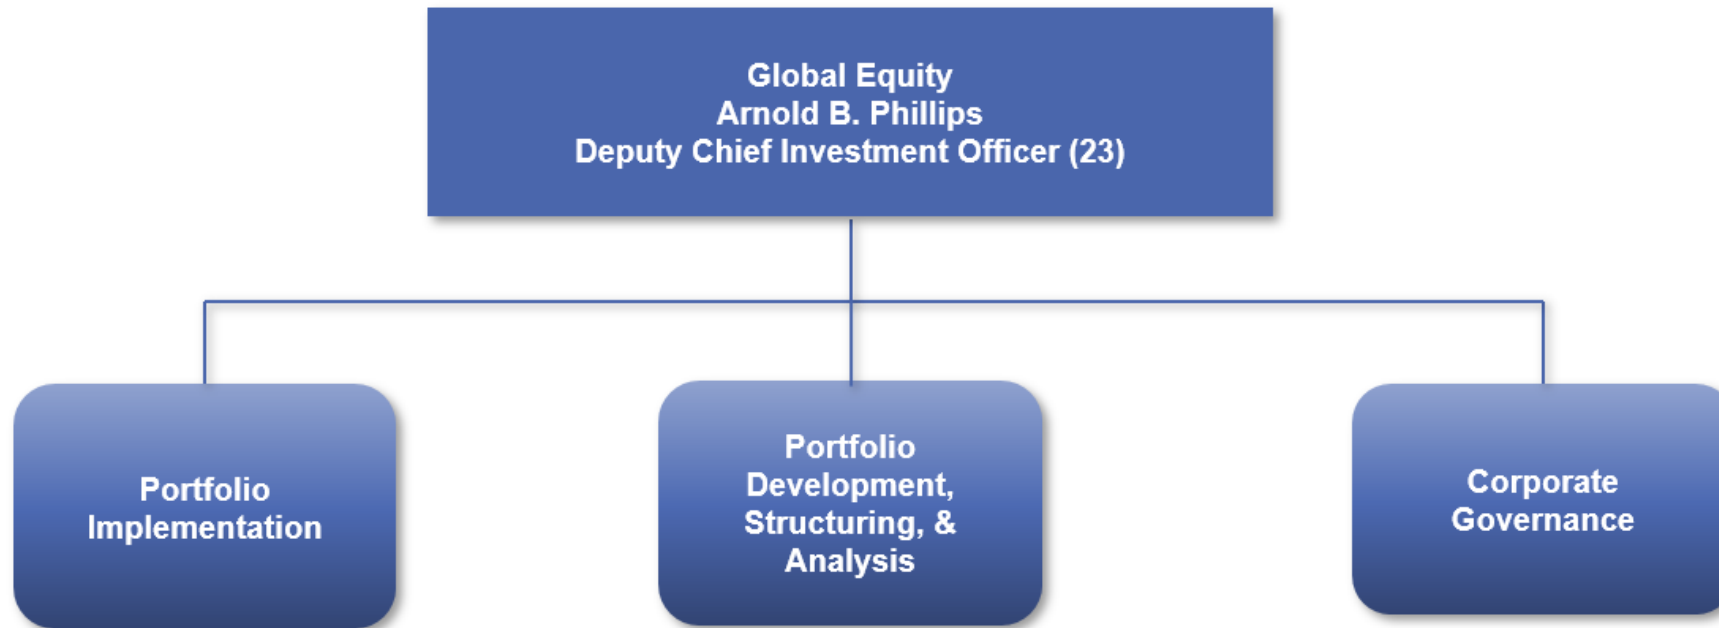 Global Equity
Arnold B. Phillips
Deputy Chief Investment Officer (23)
Portfolio
Implementation
Portfolio
Development,
Structuring, &
Analysis
Corporate
Governance